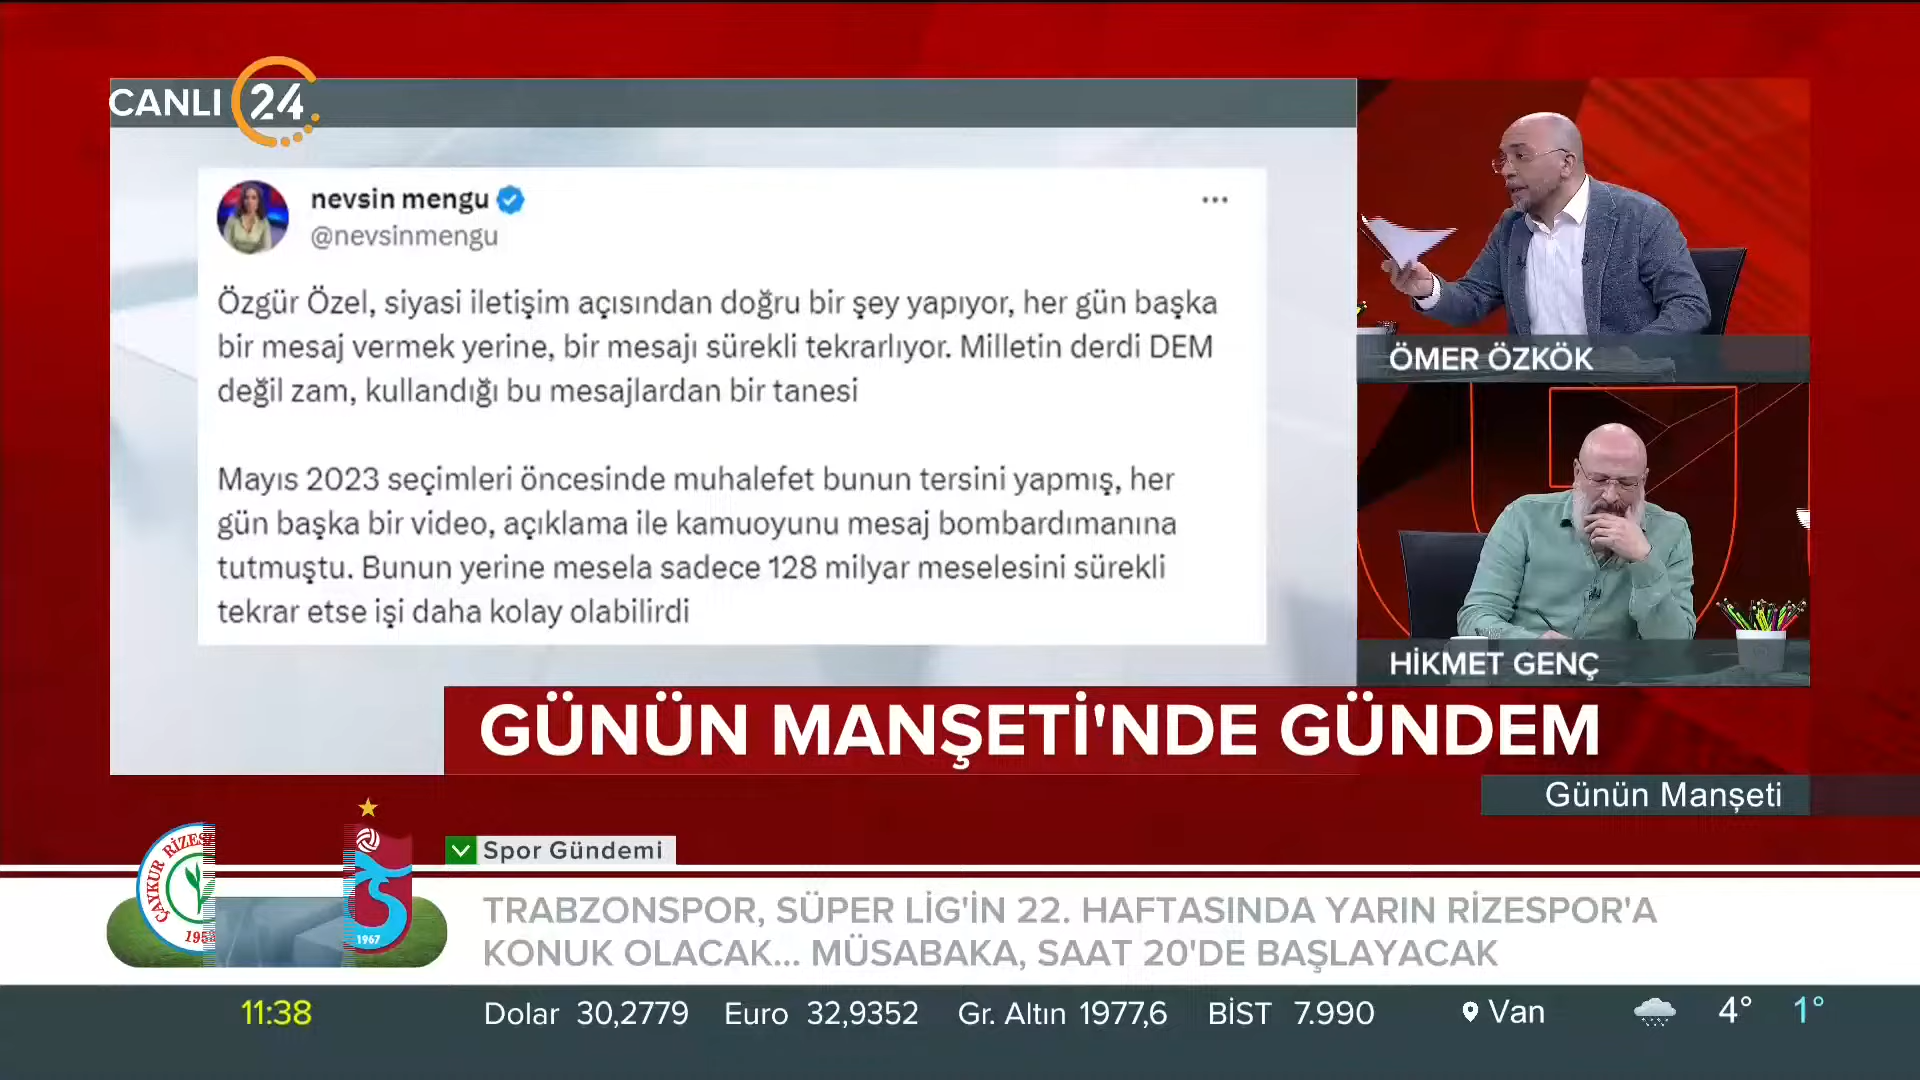 CANLI 24
nevsin mengu
@nevsinmengu
Özgür Özel, siyasi iletişim açısından doğru bir şey yapıyor, her gün başka
bir mesaj vermek yerine, bir mesajı sürekli tekrarlıyor. Milletin derdi DEM
değil zam, kullandığı bu mesajlardan bir tanesi
Mayıs 2023 seçimleri öncesinde muhalefet bunun tersini yapmış, her
gün başka bir video, açıklama ile kamuoyunu mesaj bombardımanına
tutmuştu. Bunun yerine mesela sadece 128 milyar meselesini sürekli
tekrar etse işi daha kolay olabilirdi
ÖMER ÖZKÖK
HİKMET GENÇ
GÜNÜN MANŞETİ'NDE GÜNDEM
Günün Manşeti
ÇAYKUR RİZES
1953
1967
Spor Gündemi
TRABZONSPOR, SÜPER LİG'İN 22. HAFTASINDA YARIN RİZESPOR'A
KONUK OLACAK... MÜSABAKA, SAAT 20'DE BAŞLAYACAK
11:38 Dolar 30,2779 Euro 32,9352 Gr. Altın 1977,6 BİST 7.990 Van 4° 1°